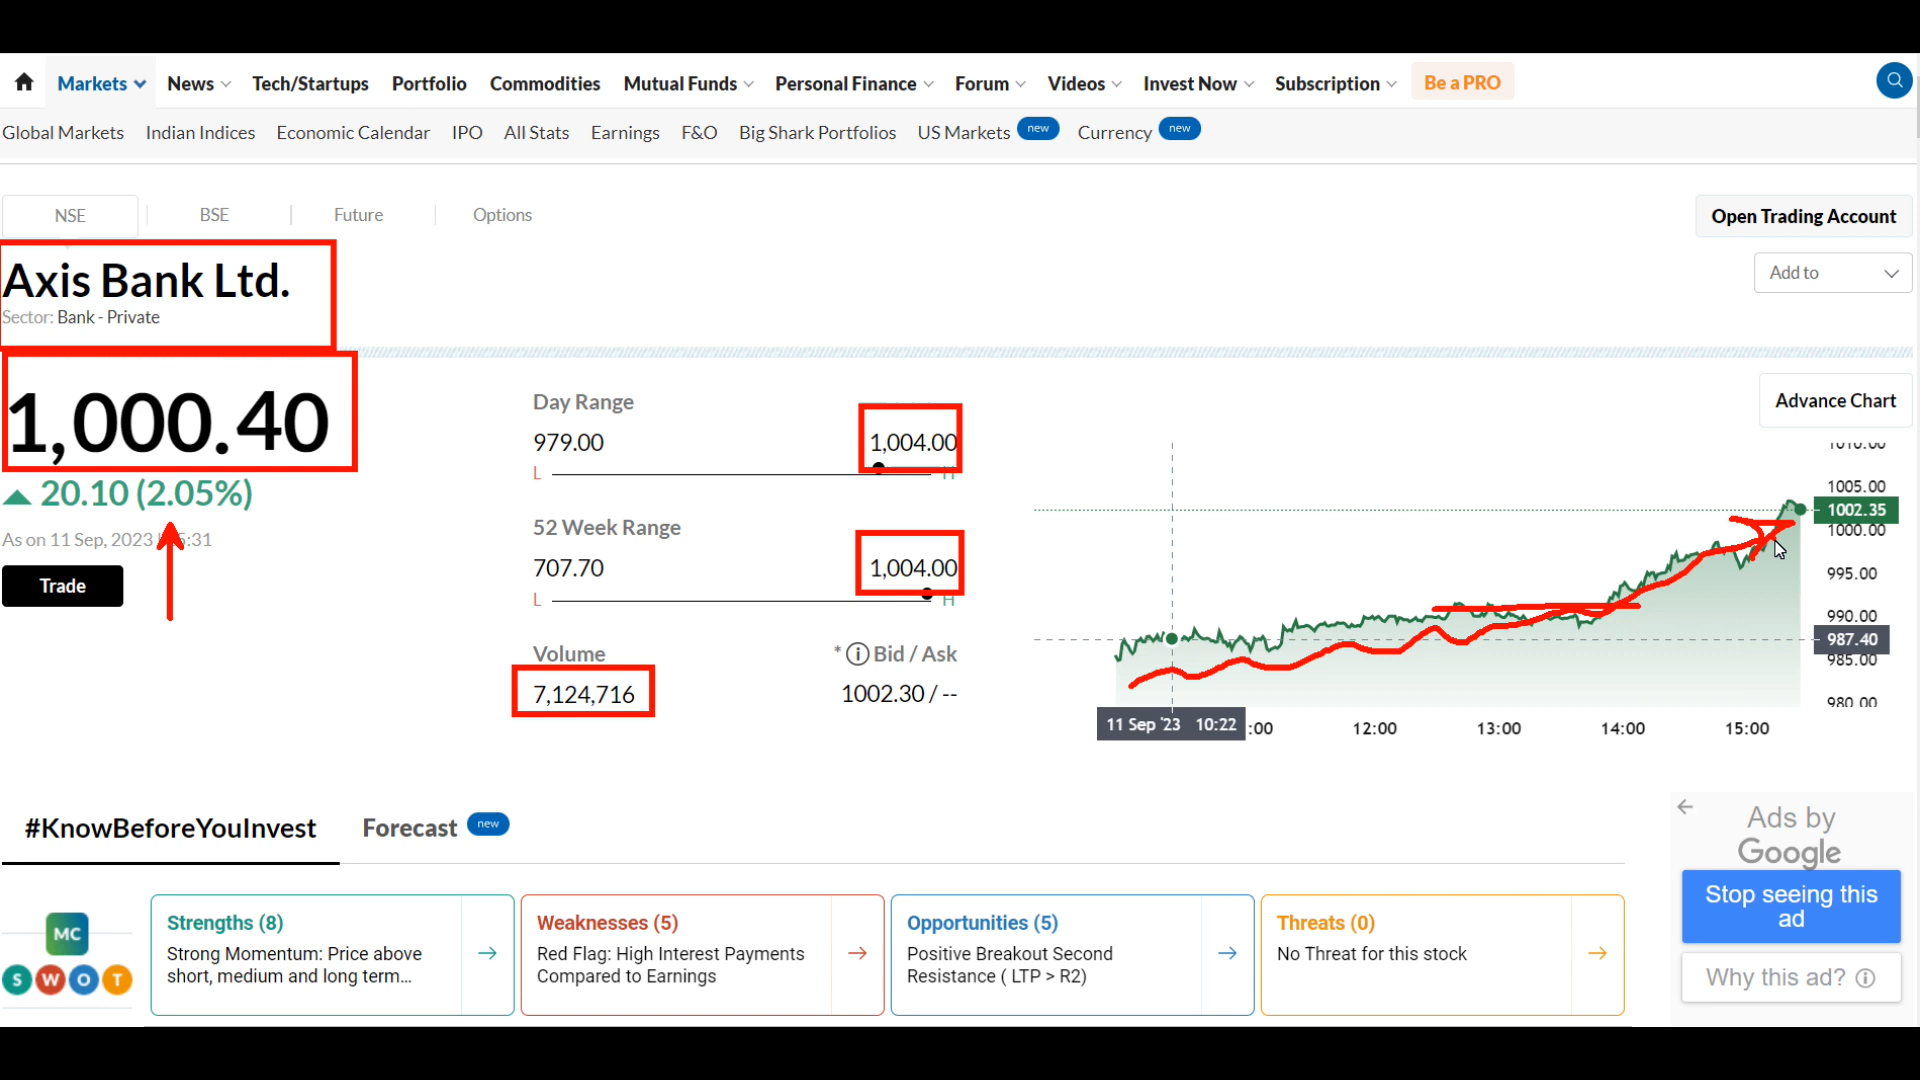 Markets News Tech/Startups Portfolio Commodities Mutual Funds Personal Finance Forum Videos Invest Now Subscription Be a PRO
Global Markets Indian Indices Economic Calendar IPO All Stats Earnings F&O Big Shark Portfolios US Markets new Currency new
NSE BSE Future Options
Open Trading Account
Axis Bank Ltd.
Add to
Sector: Bank - Private
1,000.40
20.10 (2.05%)
As on 11 Sep, 2023 5:31
Trade
Day Range
979.00 1,004.00
L H
52 Week Range
707.70 1,004.00
L H
Volume * Bid / Ask
7,124,716 1002.30 / --
Advance Chart
1010.00
1005.00
1002.35
1000.00
995.00
990.00
987.40
985.00
980.00
11 Sep '23 10:22 :00 12:00 13:00 14:00 15:00
#KnowBeforeYouInvest Forecast new
MC
S W O T
Strengths (8)
Strong Momentum: Price above
short, medium and long term...
Weaknesses (5)
Red Flag: High Interest Payments
Compared to Earnings
Opportunities (5)
Positive Breakout Second
Resistance ( LTP > R2)
Threats (0)
No Threat for this stock
Ads by
Google
Stop seeing this
ad
Why this ad?